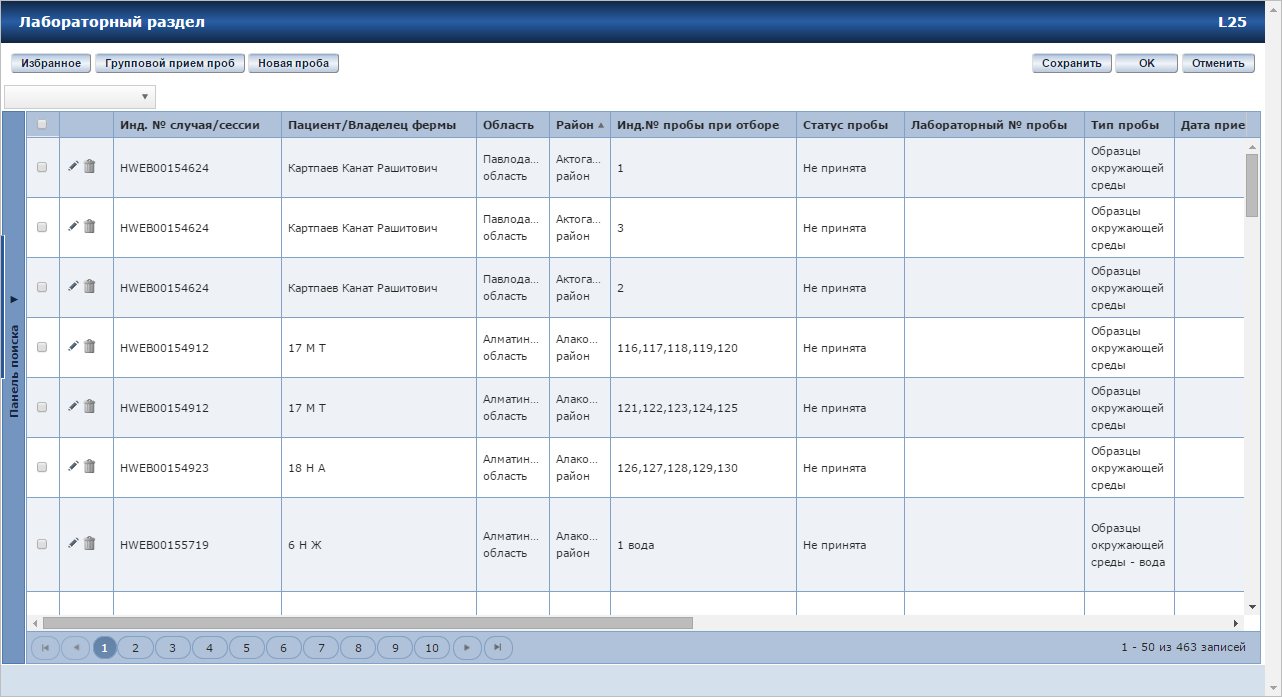 Лабораторный раздел L25
Избранное Групповой прием проб Новая проба Сохранить ОК Отменить
Инд. № случая/сессии Пациент/Владелец фермы Область Район Инд.№ пробы при отборе Статус пробы Лабораторный № пробы Тип пробы Дата прие
HWEB00154624 Картпаев Канат Рашитович Павлода... область Актога... район 1 Не принята Образцы окружающей среды
HWEB00154624 Картпаев Канат Рашитович Павлода... область Актога... район 3 Не принята Образцы окружающей среды
HWEB00154624 Картпаев Канат Рашитович Павлода... область Актога... район 2 Не принята Образцы окружающей среды
HWEB00154912 17 М Т Алматин... область Алако... район 116,117,118,119,120 Не принята Образцы окружающей среды
HWEB00154912 17 М Т Алматин... область Алако... район 121,122,123,124,125 Не принята Образцы окружающей среды
HWEB00154923 18 Н А Алматин... область Алако... район 126,127,128,129,130 Не принята Образцы окружающей среды
HWEB00155719 6 Н Ж Алматин... область Алако... район 1 вода Не принята Образцы окружающей среды - вода
Панель поиска
1 2 3 4 5 6 7 8 9 10 1 - 50 из 463 записей